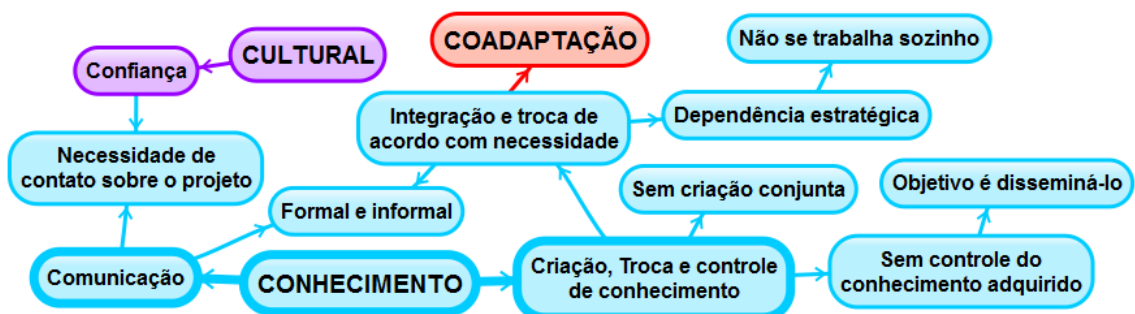 CULTURAL
Confiança
COADAPTAÇÃO
Não se trabalha sozinho
Integração e troca de
acordo com necessidade
Dependência estratégica
Necessidade de
contato sobre o projeto
Formal e informal
Sem criação conjunta
Objetivo é disseminá-lo
Comunicação
CONHECIMENTO
Criação, Troca e controle
de conhecimento
Sem controle do
conhecimento adquirido